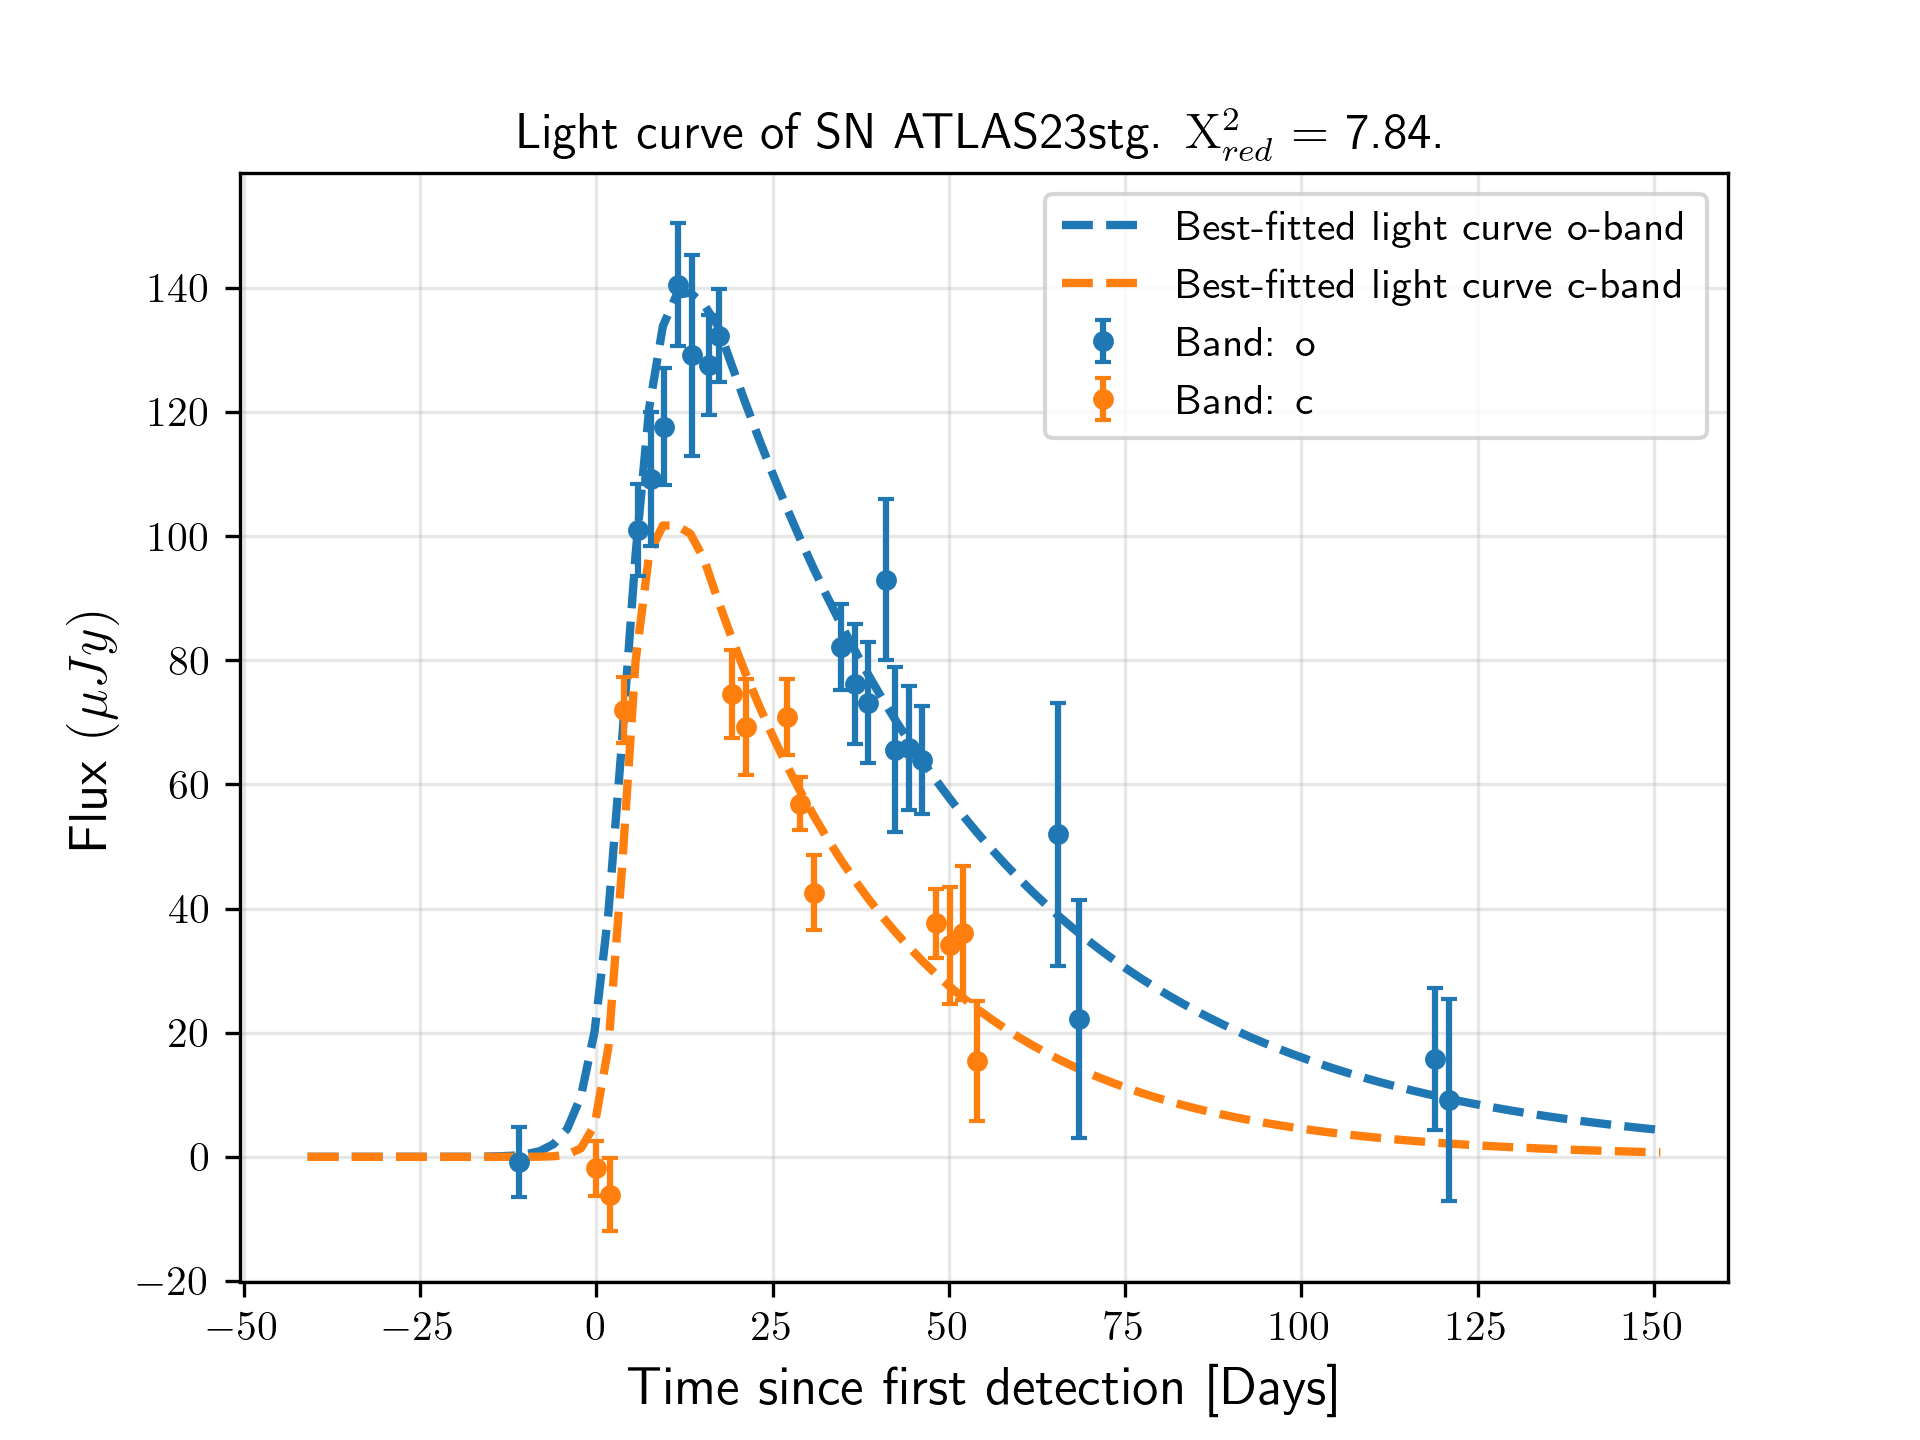 Light curve of SN ATLAS23stg. X²_red = 7.84.
Best-fitted light curve o-band
Best-fitted light curve c-band
Band: o
Band: c
Flux (μJy)
140
120
100
80
60
40
20
0
−20
−50 −25 0 25 50 75 100 125 150
Time since first detection [Days]